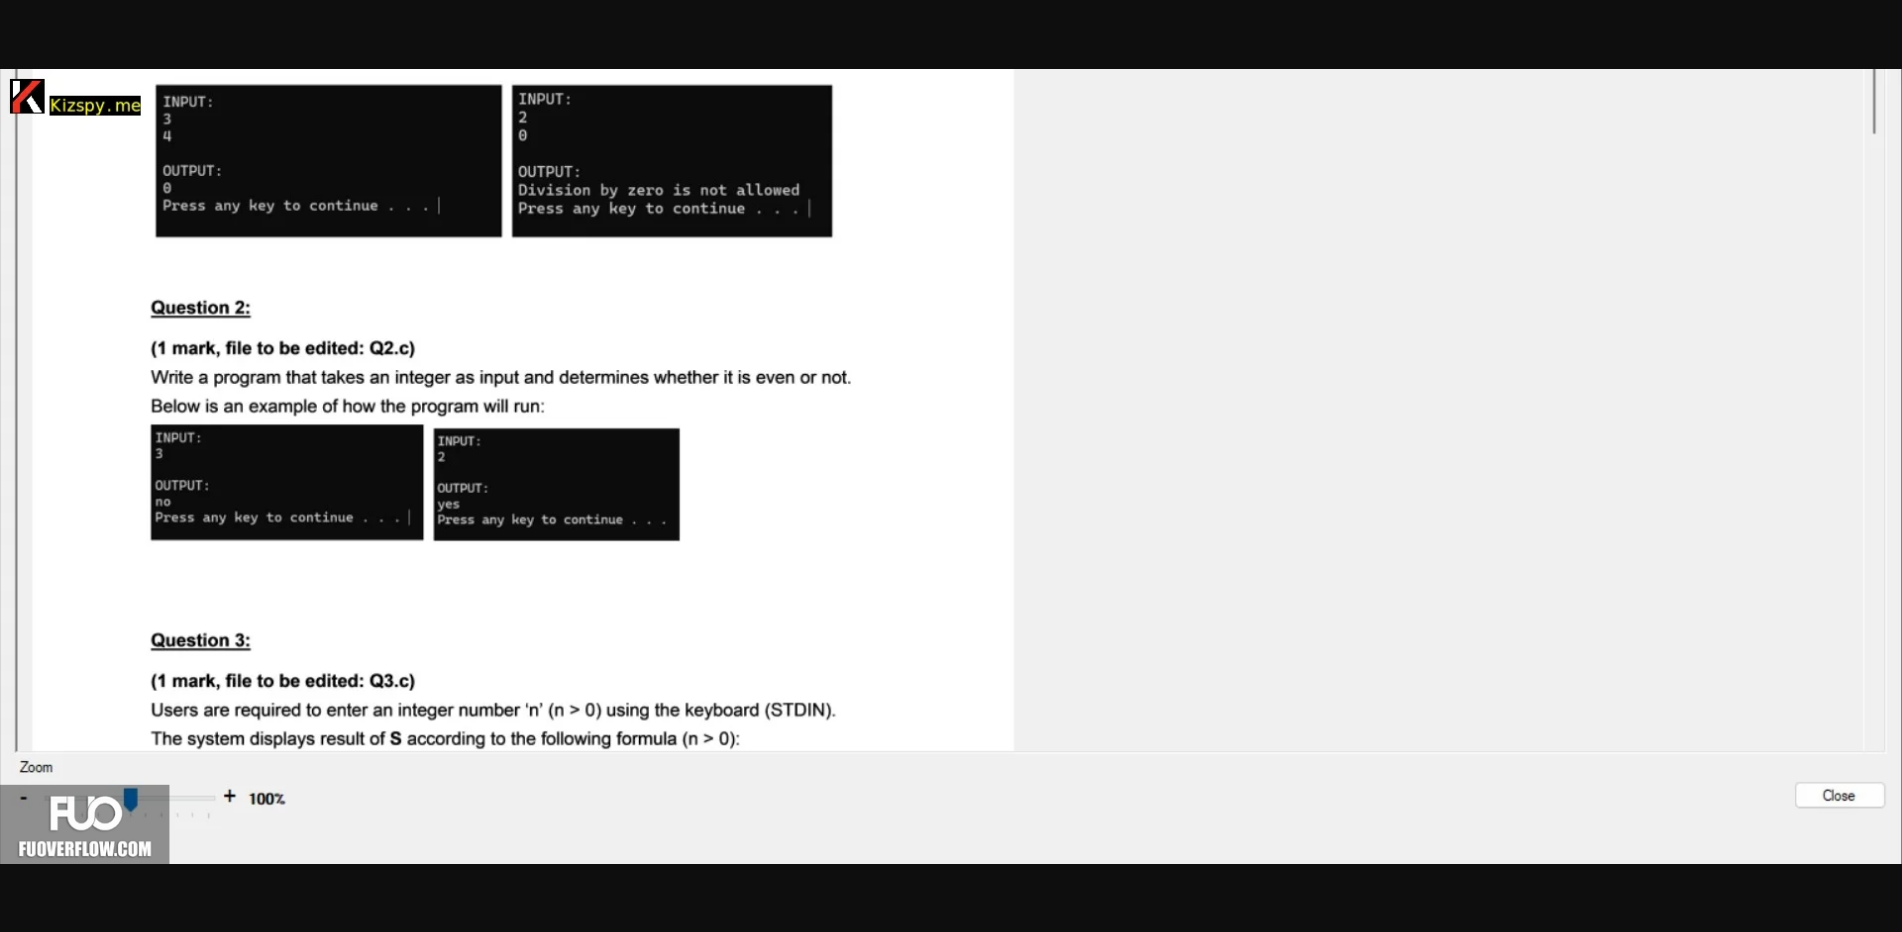 Kizspy.me
INPUT:
3
4
OUTPUT:
0
Press any key to continue . . .
INPUT:
2
0
OUTPUT:
Division by zero is not allowed
Press any key to continue . . .
Question 2:
(1 mark, file to be edited: Q2.c)
Write a program that takes an integer as input and determines whether it is even or not.
Below is an example of how the program will run:
INPUT:
3
OUTPUT:
no
Press any key to continue . . .
INPUT:
2
OUTPUT:
yes
Press any key to continue . . .
Question 3:
(1 mark, file to be edited: Q3.c)
Users are required to enter an integer number ‘n’ (n > 0) using the keyboard (STDIN).
The system displays result of S according to the following formula (n > 0):
Zoom
- + 100%
Close
FUO
FUOVERFLOW.COM